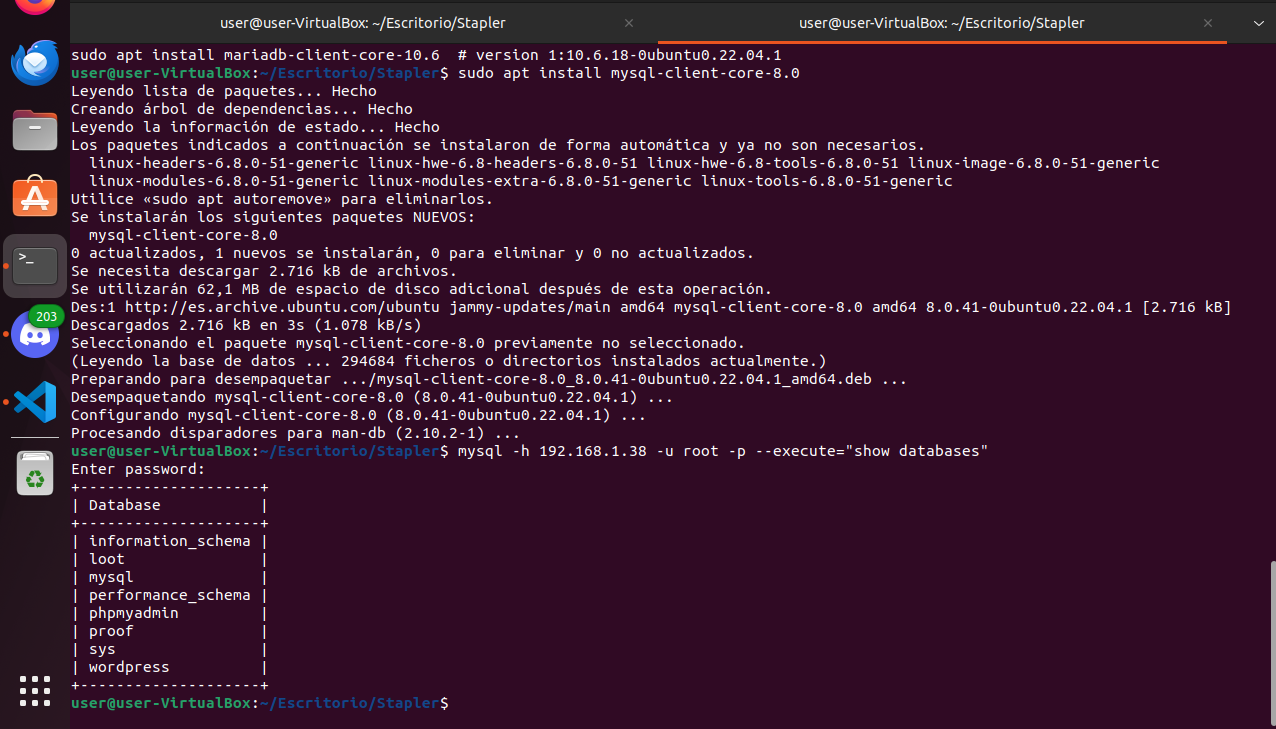 user@user-VirtualBox: ~/Escritorio/Stapler
user@user-VirtualBox: ~/Escritorio/Stapler
sudo apt install mariadb-client-core-10.6  # version 1:10.6.18-0ubuntu0.22.04.1
user@user-VirtualBox:~/Escritorio/Stapler$ sudo apt install mysql-client-core-8.0
Leyendo lista de paquetes... Hecho
Creando árbol de dependencias... Hecho
Leyendo la información de estado... Hecho
Los paquetes indicados a continuación se instalaron de forma automática y ya no son necesarios.
  linux-headers-6.8.0-51-generic linux-hwe-6.8-headers-6.8.0-51 linux-hwe-6.8-tools-6.8.0-51 linux-image-6.8.0-51-generic
  linux-modules-6.8.0-51-generic linux-modules-extra-6.8.0-51-generic linux-tools-6.8.0-51-generic
Utilice «sudo apt autoremove» para eliminarlos.
Se instalarán los siguientes paquetes NUEVOS:
  mysql-client-core-8.0
0 actualizados, 1 nuevos se instalarán, 0 para eliminar y 0 no actualizados.
Se necesita descargar 2.716 kB de archivos.
Se utilizarán 62,1 MB de espacio de disco adicional después de esta operación.
Des:1 http://es.archive.ubuntu.com/ubuntu jammy-updates/main amd64 mysql-client-core-8.0 amd64 8.0.41-0ubuntu0.22.04.1 [2.716 kB]
Descargados 2.716 kB en 3s (1.078 kB/s)
Seleccionando el paquete mysql-client-core-8.0 previamente no seleccionado.
(Leyendo la base de datos ... 294684 ficheros o directorios instalados actualmente.)
Preparando para desempaquetar .../mysql-client-core-8.0_8.0.41-0ubuntu0.22.04.1_amd64.deb ...
Desempaquetando mysql-client-core-8.0 (8.0.41-0ubuntu0.22.04.1) ...
Configurando mysql-client-core-8.0 (8.0.41-0ubuntu0.22.04.1) ...
Procesando disparadores para man-db (2.10.2-1) ...
user@user-VirtualBox:~/Escritorio/Stapler$ mysql -h 192.168.1.38 -u root -p --execute="show databases"
Enter password:
+--------------------+
| Database           |
+--------------------+
| information_schema |
| loot               |
| mysql              |
| performance_schema |
| phpmyadmin         |
| proof              |
| sys                |
| wordpress          |
+--------------------+
user@user-VirtualBox:~/Escritorio/Stapler$
>_
203